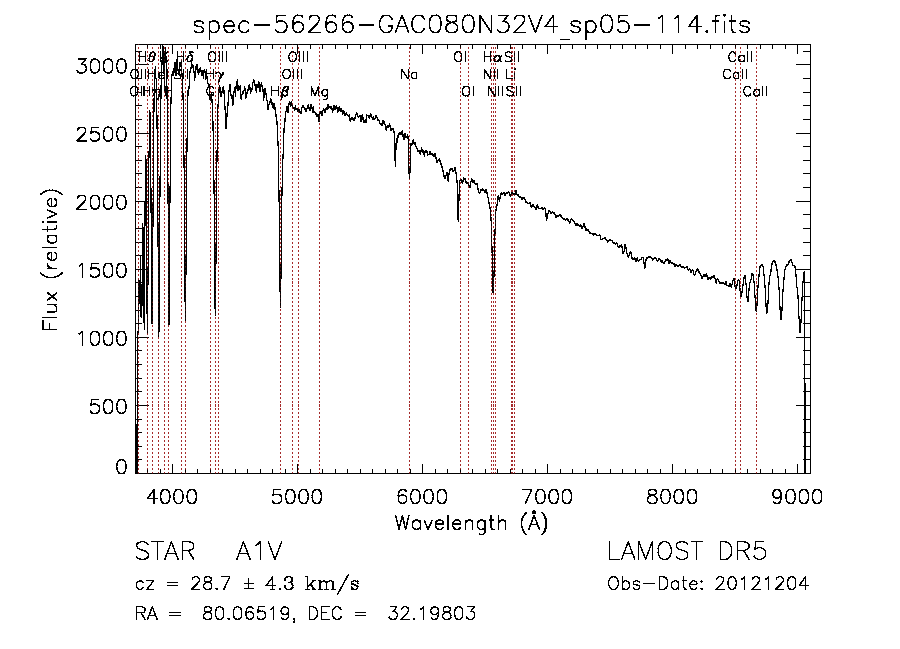 spec-56266-GAC080N32V4_sp05-114.fits
Hδ OIII OIII OI Hα SII CaII
Hγ OIII Na NII L CaII
Hβ Mg OI NII SII CaII
3000
2500
2000
1500
1000
500
0
Flux (relative)
4000 5000 6000 7000 8000 9000
Wavelength (Å)
STAR A1V LAMOST DR5
cz = 28.7 ± 4.3 km/s Obs-Date: 20121204
RA = 80.06519, DEC = 32.19803